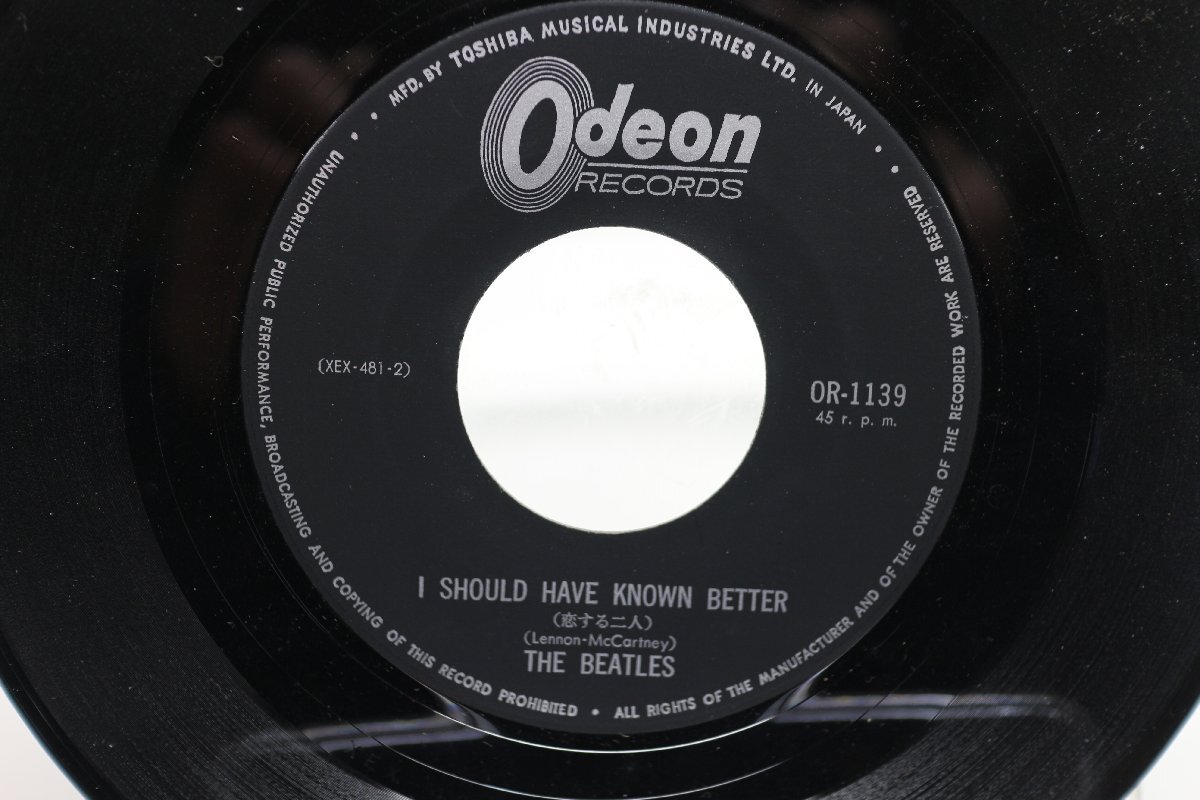 MFD. BY TOSHIBA MUSICAL INDUSTRIES LTD. IN JAPAN • •
Odeon
RECORDS
(XEX-481-2)
OR-1139
45 r. p. m.
I SHOULD HAVE KNOWN BETTER
(恋する二人)
(Lennon-McCartney)
THE BEATLES
• • UNAUTHORIZED PUBLIC PERFORMANCE, BROADCASTING AND COPYING OF THIS RECORD PROHIBITED • ALL RIGHTS OF THE MANUFACTURER AND OF THE OWNER OF THE RECORDED WORK ARE RESERVED